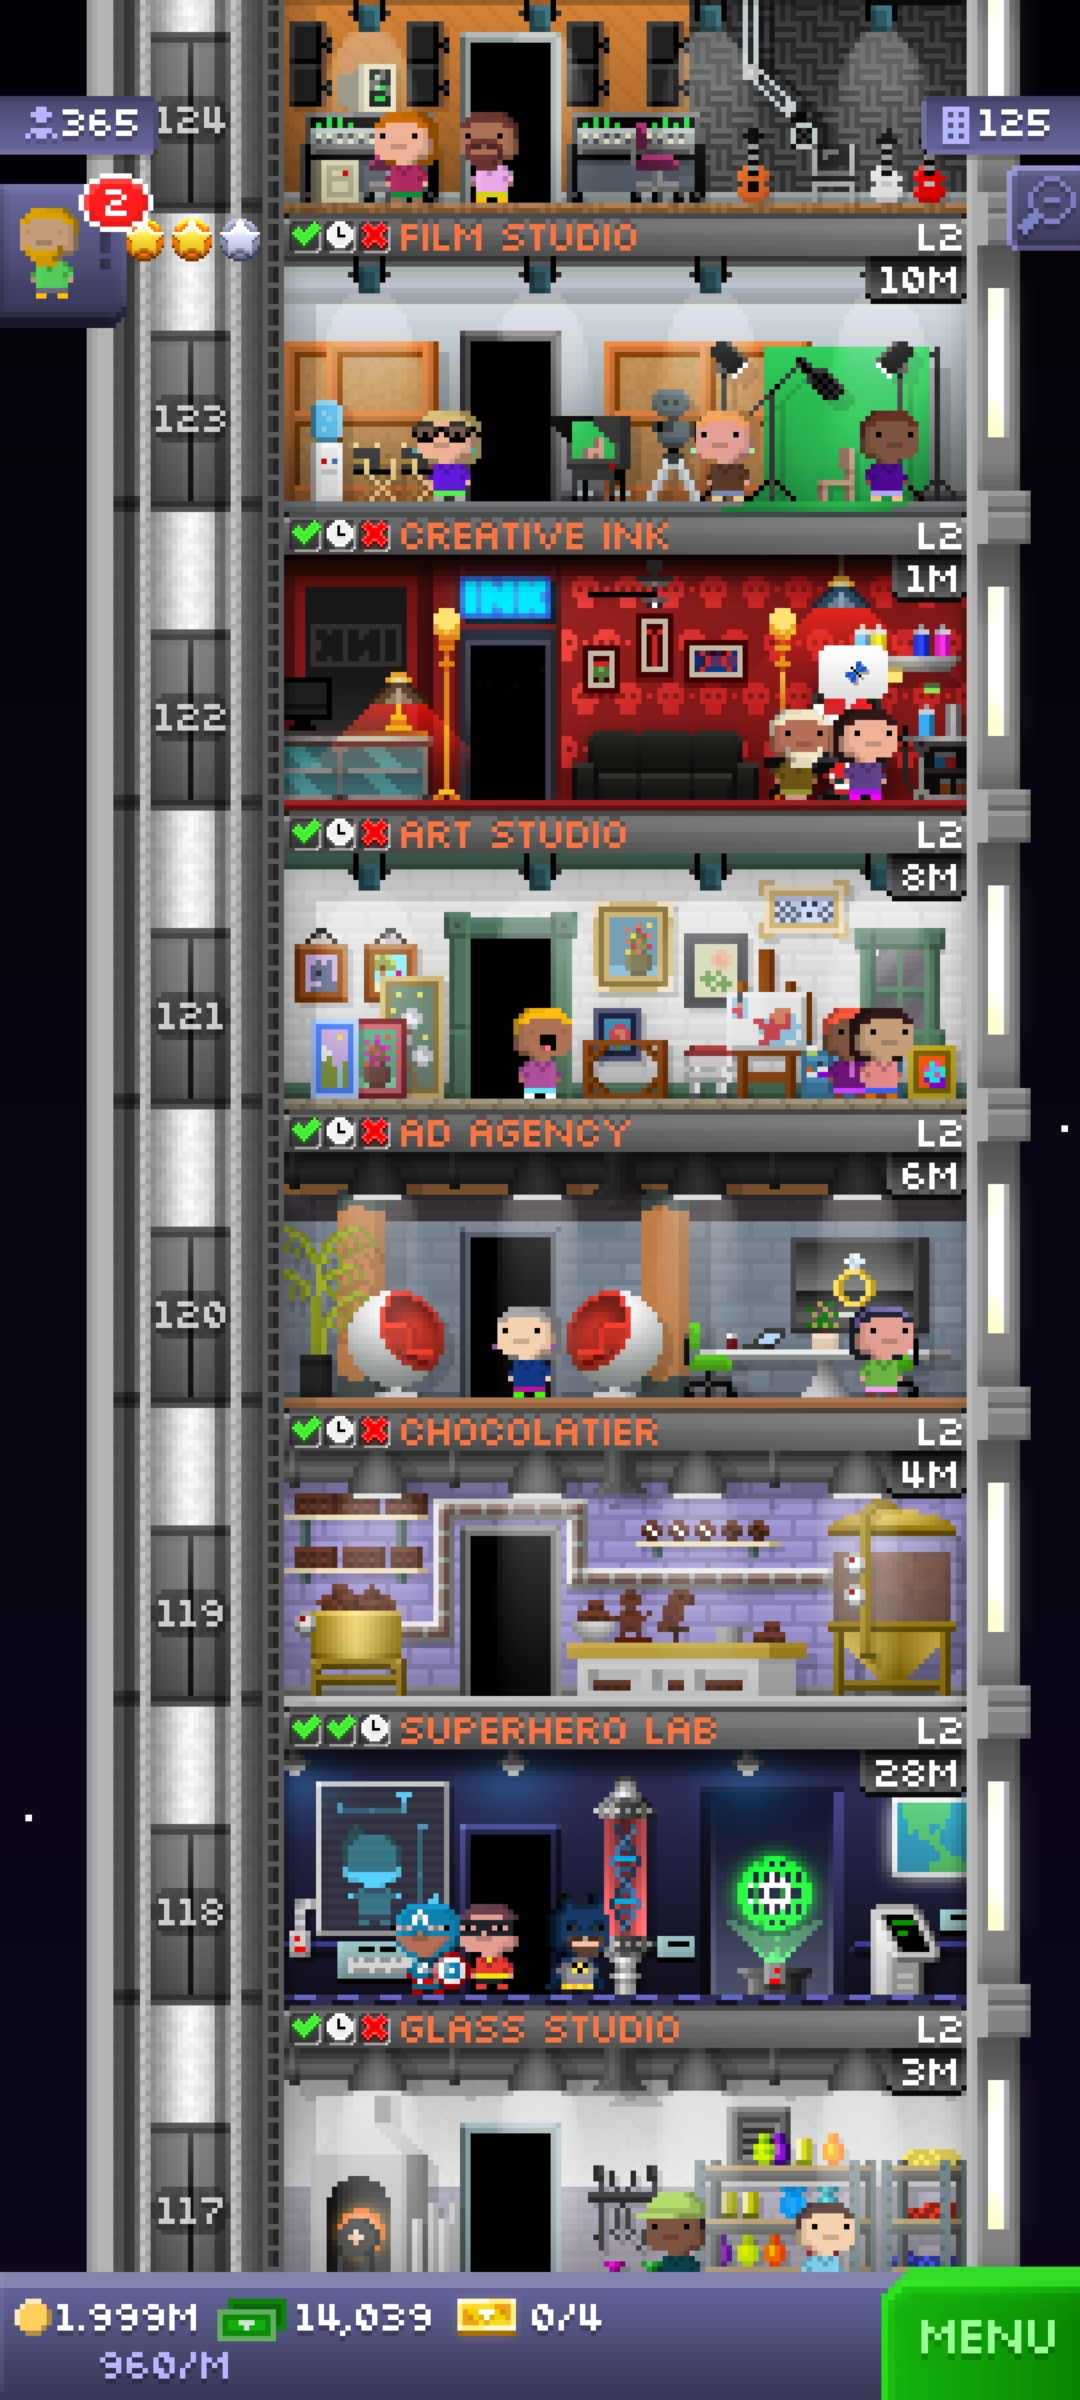 124
365
125
2
FILM STUDIO L2
10M
123
CREATIVE INK L2
1M
INK
122
ART STUDIO L2
8M
121
AD AGENCY L2
6M
120
CHOCOLATIER L2
4M
119
SUPERHERO LAB L2
28M
118
GLASS STUDIO L2
3M
117
1.999M 14,039 0/4
960/M
MENU